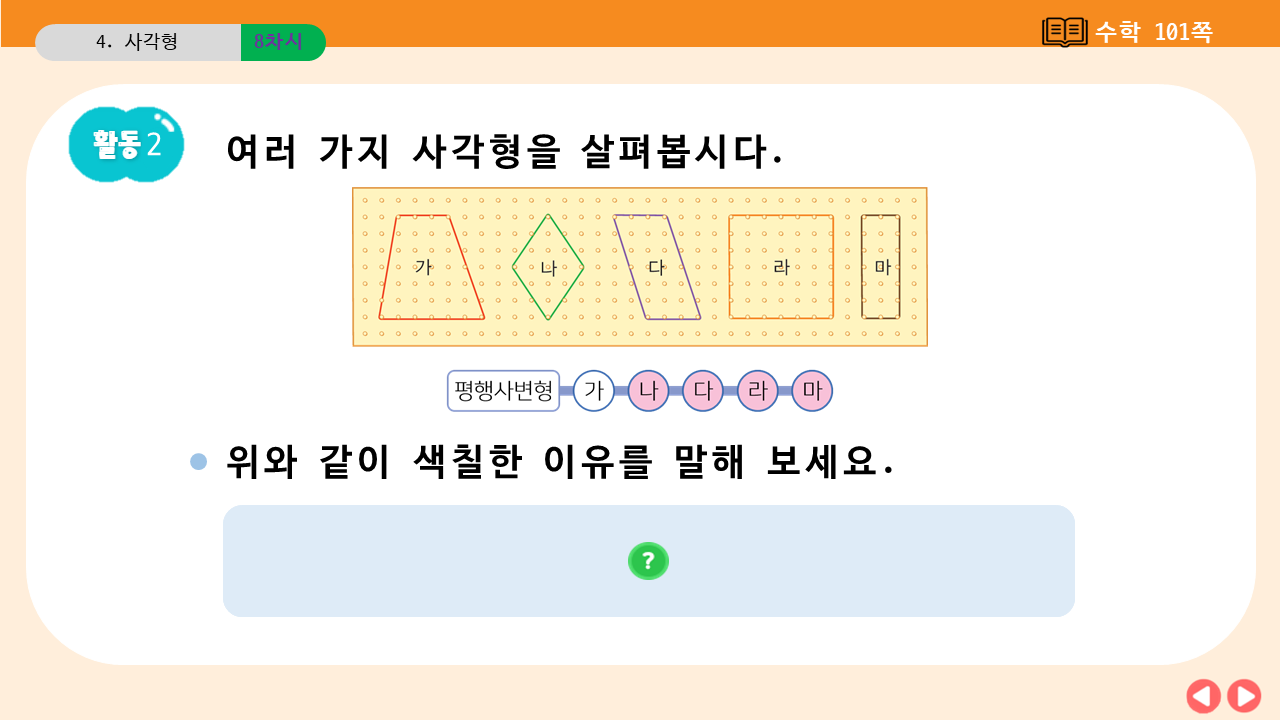 4. 사각형 8차시
수학 101쪽
활동 2 여러 가지 사각형을 살펴봅시다.
가 나 다 라 마
평행사변형 가 나 다 라 마
위와 같이 색칠한 이유를 말해 보세요.
?